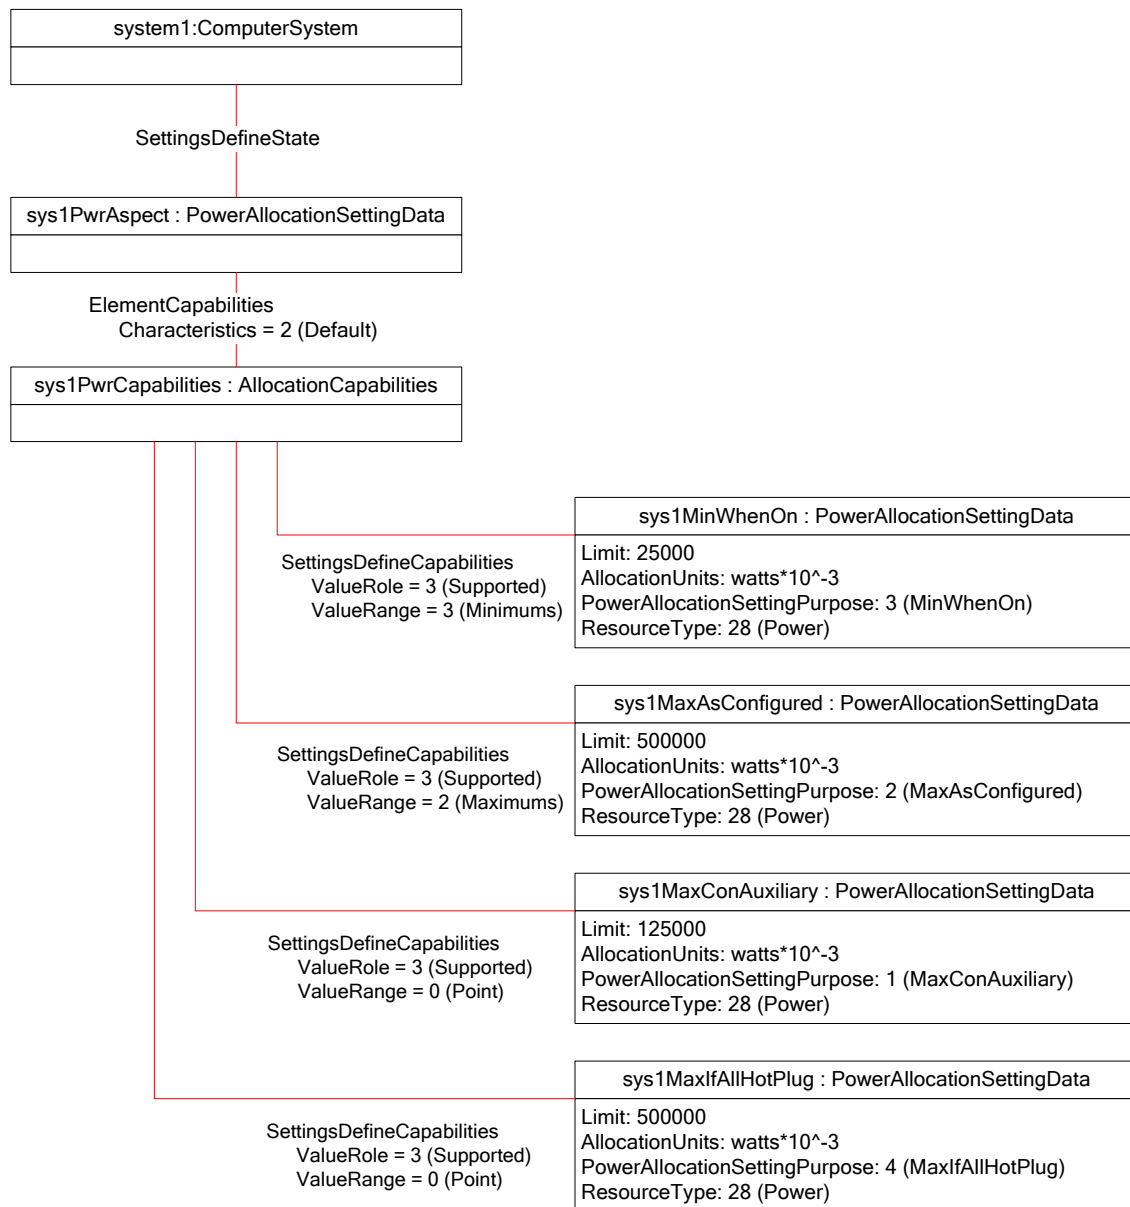 system1:ComputerSystem
SettingsDefineState
sys1PwrAspect : PowerAllocationSettingData
ElementCapabilities
Characteristics = 2 (Default)
sys1PwrCapabilities : AllocationCapabilities
sys1MinWhenOn : PowerAllocationSettingData
SettingsDefineCapabilities
ValueRole = 3 (Supported)
ValueRange = 3 (Minimums)
Limit: 25000
AllocationUnits: watts*10^-3
PowerAllocationSettingPurpose: 3 (MinWhenOn)
ResourceType: 28 (Power)
sys1MaxAsConfigured : PowerAllocationSettingData
SettingsDefineCapabilities
ValueRole = 3 (Supported)
ValueRange = 2 (Maximums)
Limit: 500000
AllocationUnits: watts*10^-3
PowerAllocationSettingPurpose: 2 (MaxAsConfigured)
ResourceType: 28 (Power)
sys1MaxConAuxiliary : PowerAllocationSettingData
SettingsDefineCapabilities
ValueRole = 3 (Supported)
ValueRange = 0 (Point)
Limit: 125000
AllocationUnits: watts*10^-3
PowerAllocationSettingPurpose: 1 (MaxConAuxiliary)
ResourceType: 28 (Power)
sys1MaxIfAllHotPlug : PowerAllocationSettingData
SettingsDefineCapabilities
ValueRole = 3 (Supported)
ValueRange = 0 (Point)
Limit: 500000
AllocationUnits: watts*10^-3
PowerAllocationSettingPurpose: 4 (MaxIfAllHotPlug)
ResourceType: 28 (Power)